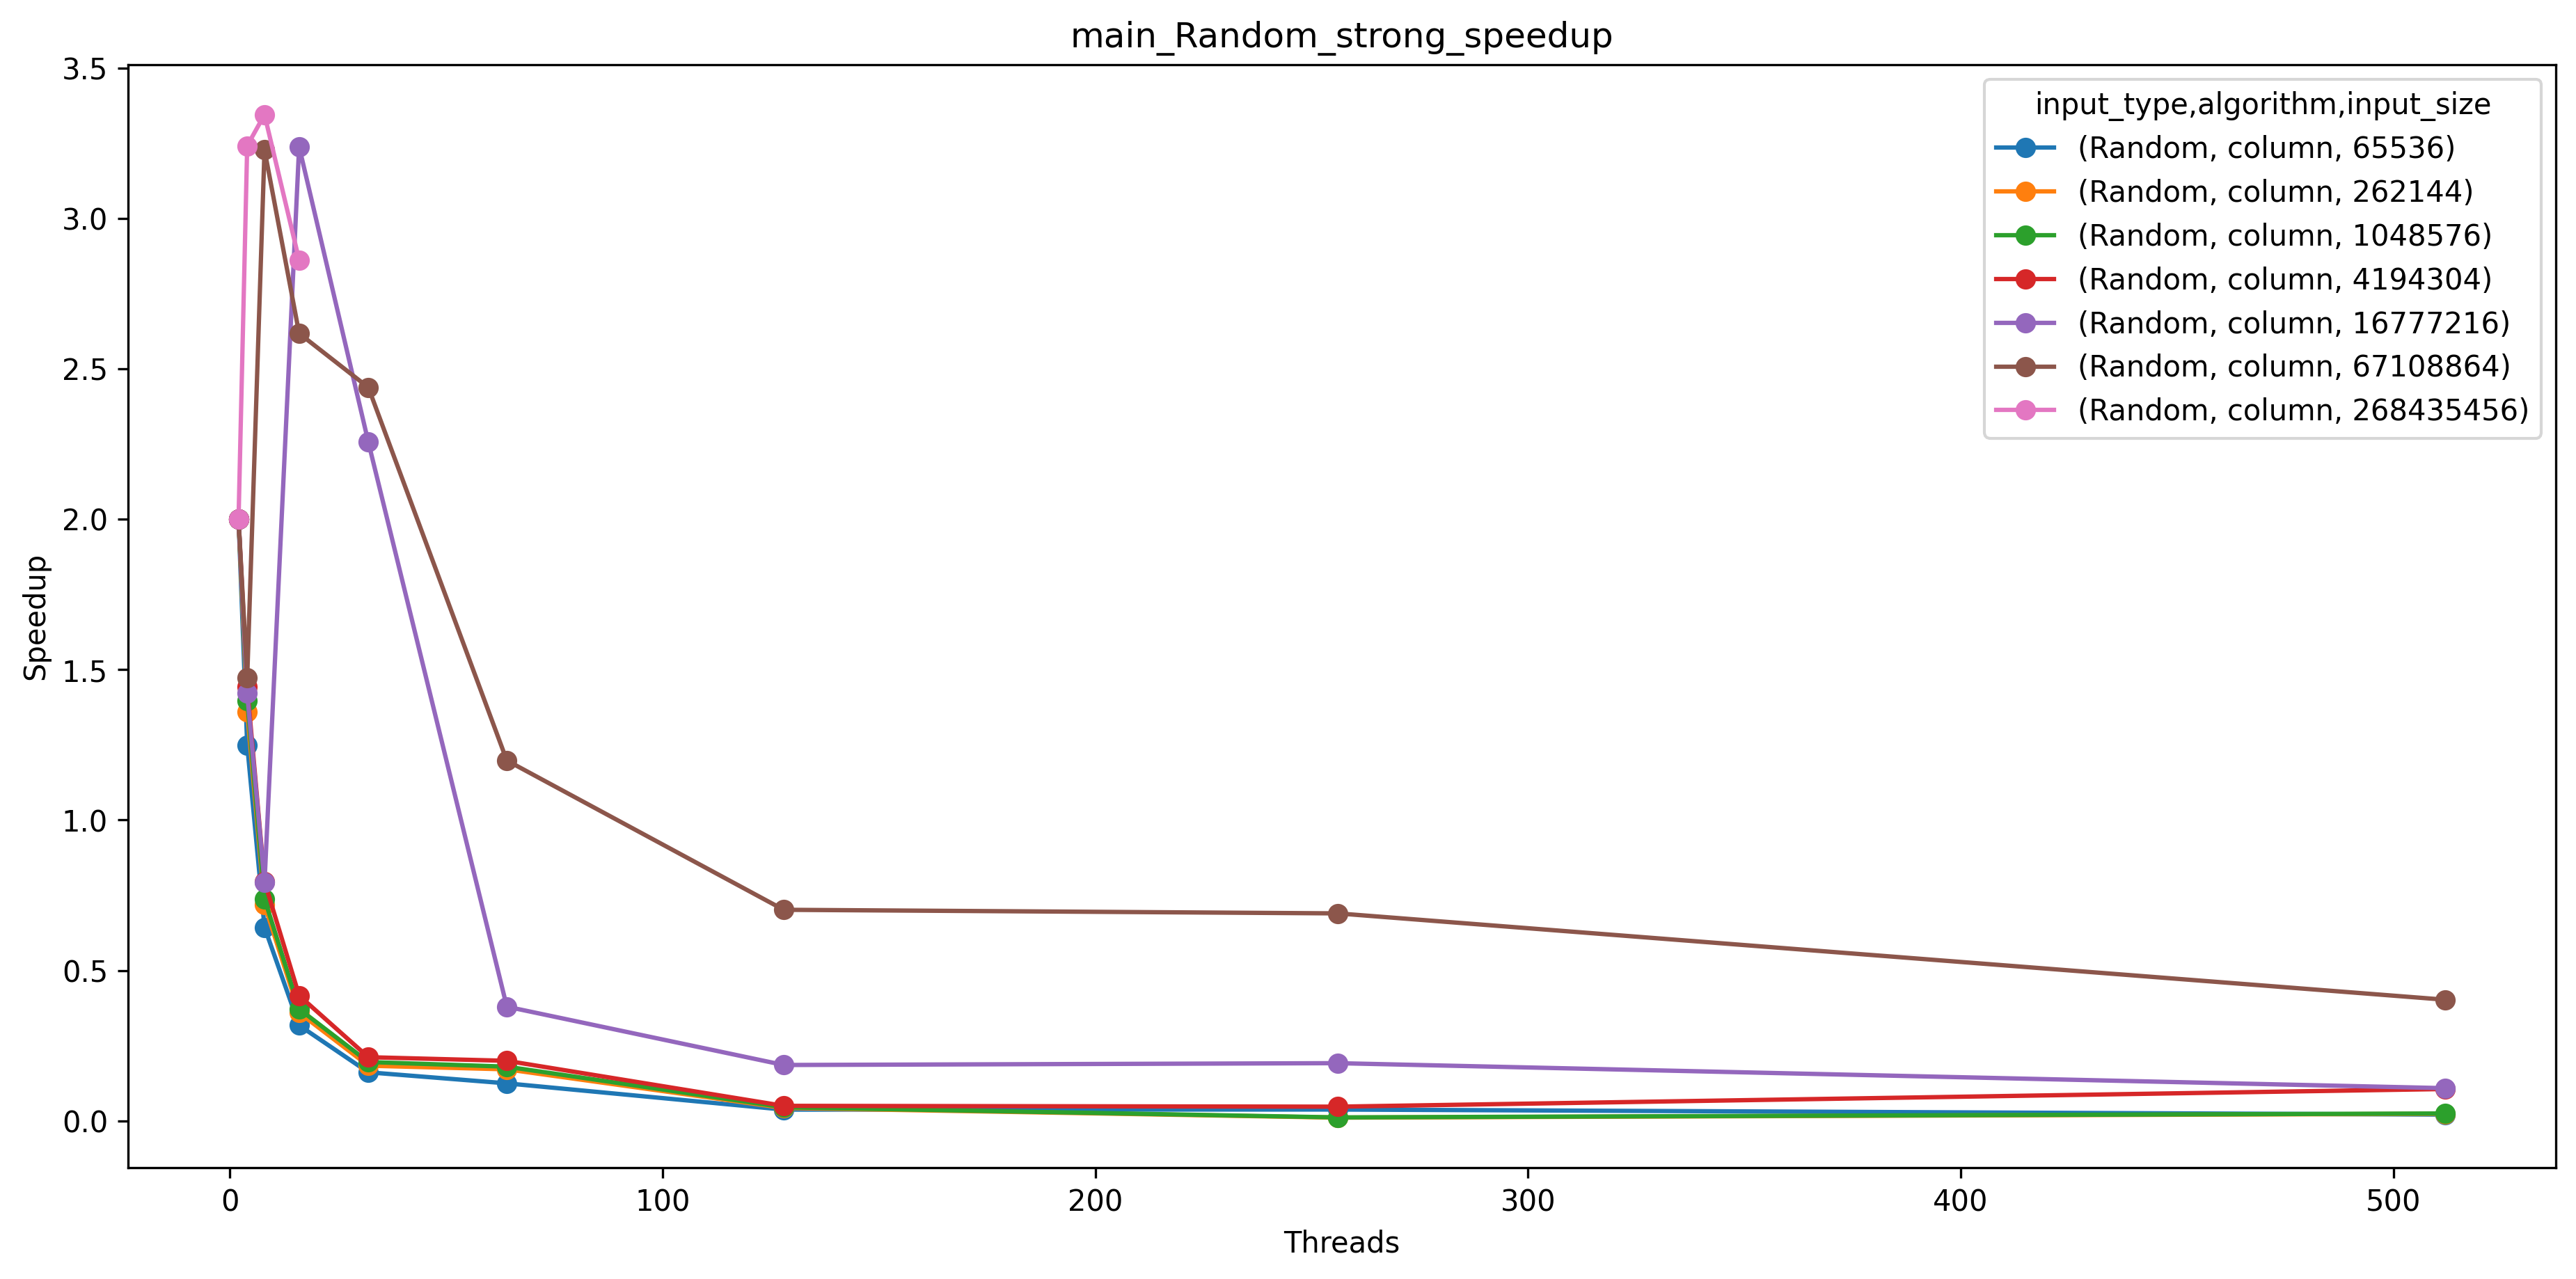 main_Random_strong_speedup
3.5
3.0
2.5
2.0
1.5
1.0
0.5
0.0
Speedup
0
100
200
300
400
500
Threads
input_type,algorithm,input_size
(Random, column, 65536)
(Random, column, 262144)
(Random, column, 1048576)
(Random, column, 4194304)
(Random, column, 16777216)
(Random, column, 67108864)
(Random, column, 268435456)